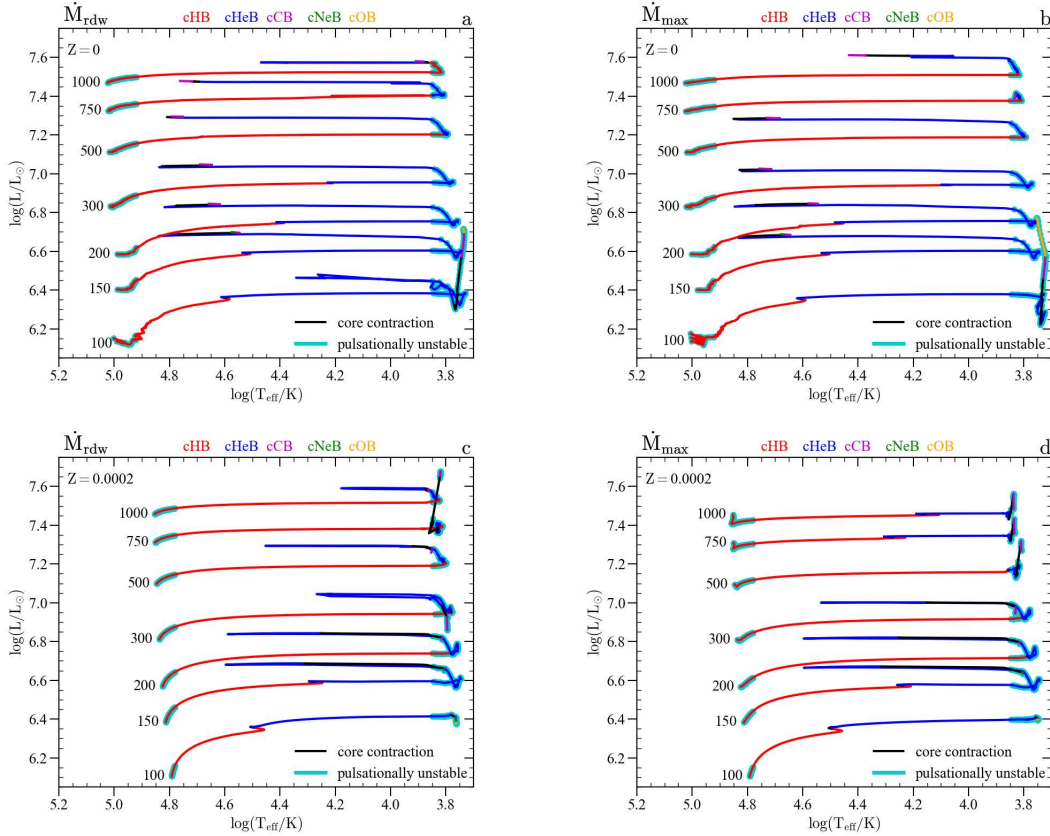 Ṁrdw cHB cHeB cCB cNeB cOB a
Z = 0
7.6
7.4
7.2
7.0
6.8
6.6
6.4
6.2
log(L/L⊙)
1000
750
500
300
200
150
100
core contraction
pulsationally unstable
5.2 5.0 4.8 4.6 4.4 4.2 4.0 3.8
log(Teff/K)
Ṁmax cHB cHeB cCB cNeB cOB b
Z = 0
7.6
7.4
7.2
7.0
6.8
6.6
6.4
6.2
log(L/L⊙)
1000
750
500
300
200
150
100
core contraction
pulsationally unstable
5.2 5.0 4.8 4.6 4.4 4.2 4.0 3.8
log(Teff/K)
Ṁrdw cHB cHeB cCB cNeB cOB c
Z = 0.0002
7.6
7.4
7.2
7.0
6.8
6.6
6.4
6.2
log(L/L⊙)
1000
750
500
300
200
150
100
core contraction
pulsationally unstable
5.2 5.0 4.8 4.6 4.4 4.2 4.0 3.8
log(Teff/K)
Ṁmax cHB cHeB cCB cNeB cOB d
Z = 0.0002
7.6
7.4
7.2
7.0
6.8
6.6
6.4
6.2
log(L/L⊙)
1000
750
500
300
200
150
100
core contraction
pulsationally unstable
5.2 5.0 4.8 4.6 4.4 4.2 4.0 3.8
log(Teff/K)